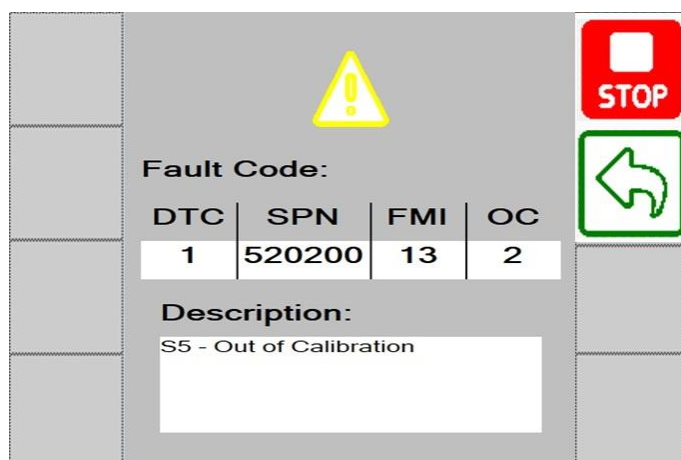 STOP
Fault Code:
DTC SPN FMI OC
1 520200 13 2
Description:
S5 - Out of Calibration